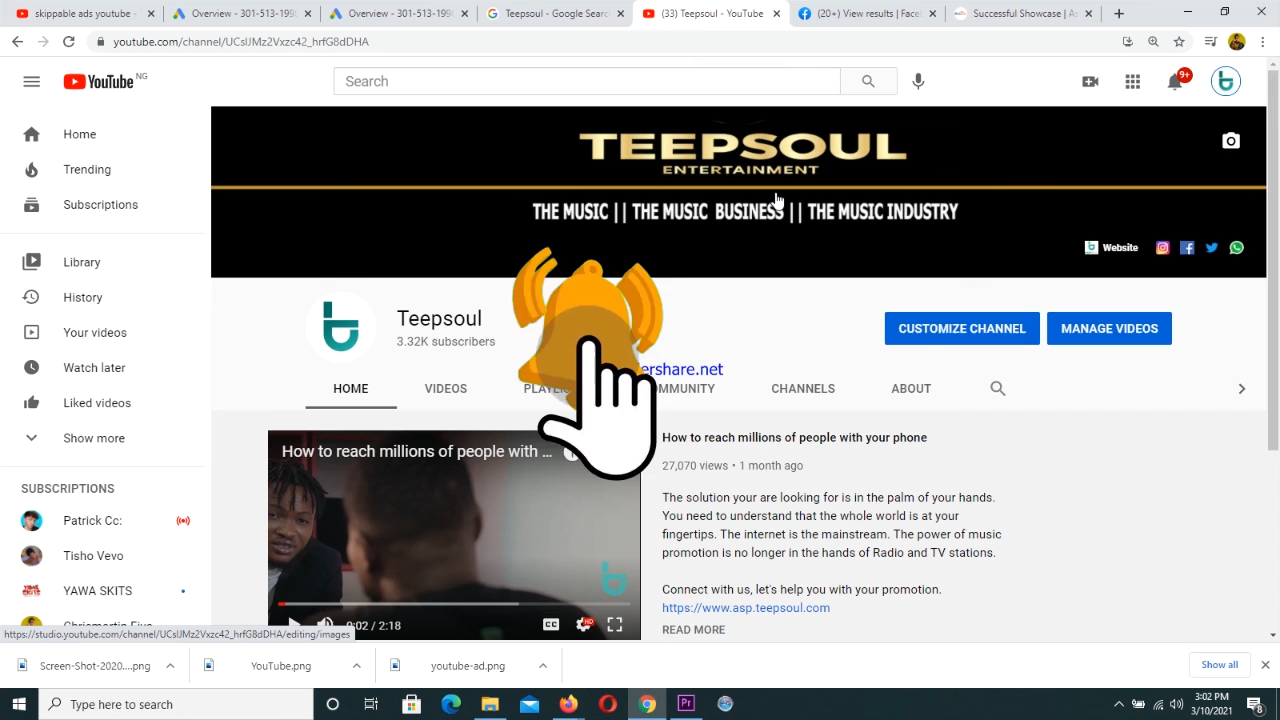 skippable ads youtube -
Overview - 301-513-199
Overview - 301-513-199
Teepsoul - Google Search
(33) Teepsoul - YouTube
(20+) View results | Face
Successful Showcase | A
youtube.com/channel/UCsIJMz2Vxzc42_hrfG8dDHA
YouTube NG
Search
9+
Home
Trending
Subscriptions
Library
History
Your videos
Watch later
Liked videos
Show more
SUBSCRIPTIONS
Patrick Cc:
Tisho Vevo
YAWA SKITS
TEEPSOUL
ENTERTAINMENT
THE MUSIC || THE MUSIC BUSINESS || THE MUSIC INDUSTRY
Website
Teepsoul
3.32K subscribers
CUSTOMIZE CHANNEL
MANAGE VIDEOS
ershare.net
HOME
VIDEOS
CHANNELS
ABOUT
How to reach millions of people with ...
0:02 / 2:18
CC
HD
How to reach millions of people with your phone
27,070 views • 1 month ago
The solution your are looking for is in the palm of your hands.
You need to understand that the whole world is at your
fingertips. The internet is the mainstream. The power of music
promotion is no longer in the hands of Radio and TV stations.
Connect with us, let's help you with your promotion.
https://www.asp.teepsoul.com
READ MORE
https://studio.youtube.com/channel/UCsIJMz2Vxzc42_hrfG8dDHA/editing/images
Screen-Shot-2020....png
YouTube.png
youtube-ad.png
Show all
Type here to search
Pr
3:02 PM
3/10/2021
8